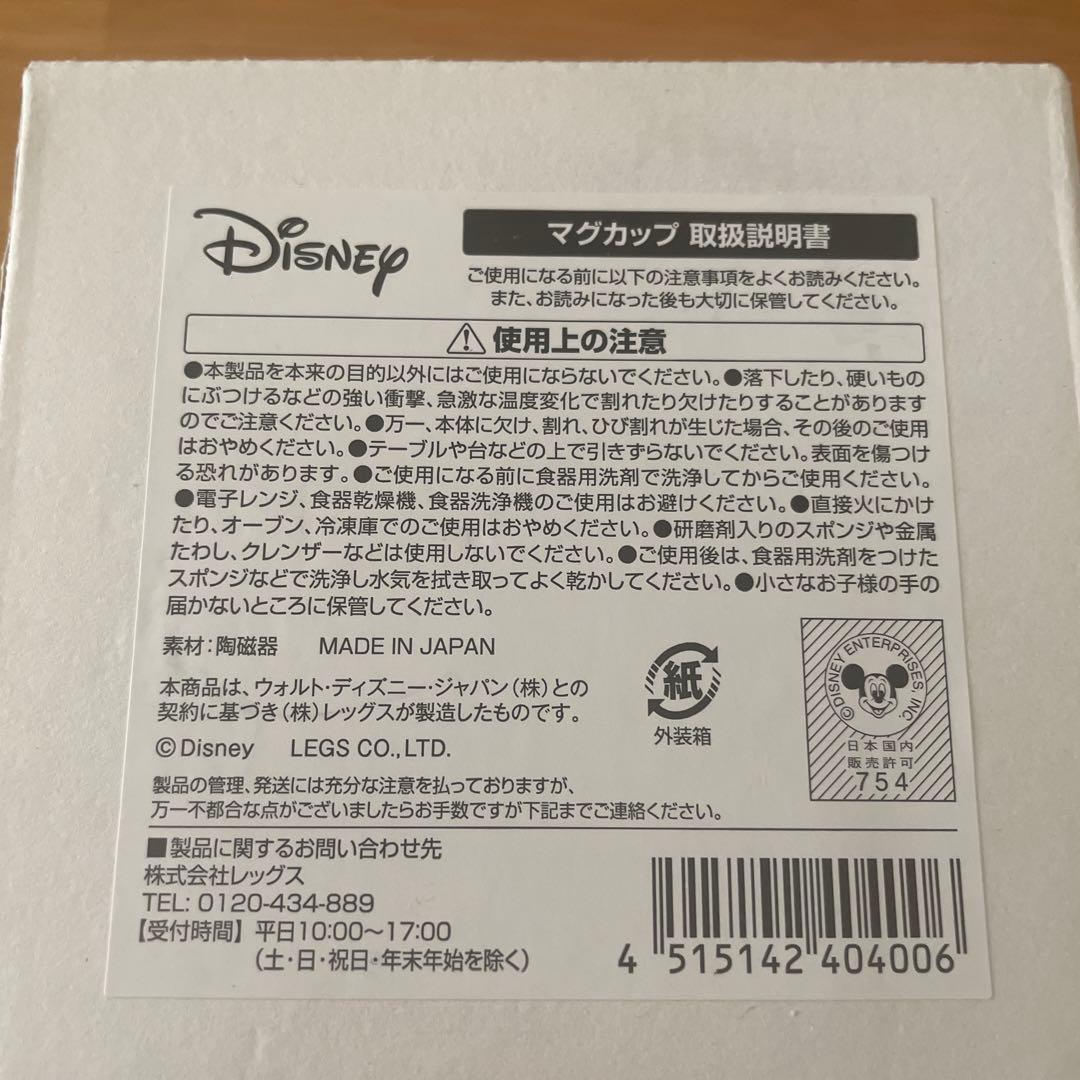 Disney
マグカップ 取扱説明書
ご使用になる前に以下の注意事項をよくお読みください。
また、お読みになった後も大切に保管してください。
使用上の注意
●本製品を本来の目的以外にはご使用にならないでください。●落下したり、硬いもの
にぶつけるなどの強い衝撃、急激な温度変化で割れたり欠けたりすることがあります
のでご注意ください。●万一、本体に欠け、割れ、ひび割れが生じた場合、その後のご使用
はおやめください。●テーブルや台などの上で引きずらないでください。表面を傷つけ
る恐れがあります。●ご使用になる前に食器用洗剤で洗浄してからご使用ください。
●電子レンジ、食器乾燥機、食器洗浄機のご使用はお避けください。●直接火にかけ
たり、オーブン、冷凍庫でのご使用はおやめください。●研磨剤入りのスポンジや金属
たわし、クレンザーなどは使用しないでください。●ご使用後は、食器用洗剤をつけた
スポンジなどで洗浄し水気を拭き取ってよく乾かしてください。●小さなお子様の手の
届かないところに保管してください。
素材:陶磁器 MADE IN JAPAN
本商品は、ウォルト・ディズニー・ジャパン(株)との
契約に基づき(株)レッグスが製造したものです。
©Disney LEGS CO.,LTD.
紙
外装箱
©DISNEY ENTERPRISES, INC.
日本国内
販売許可
754
製品の管理、発送には充分な注意を払っておりますが、
万一不都合な点がございましたらお手数ですが下記までご連絡ください。
■製品に関するお問い合わせ先
株式会社レッグス
TEL: 0120-434-889
【受付時間】平日10:00〜17:00
(土・日・祝日・年末年始を除く)
4 515142 404006